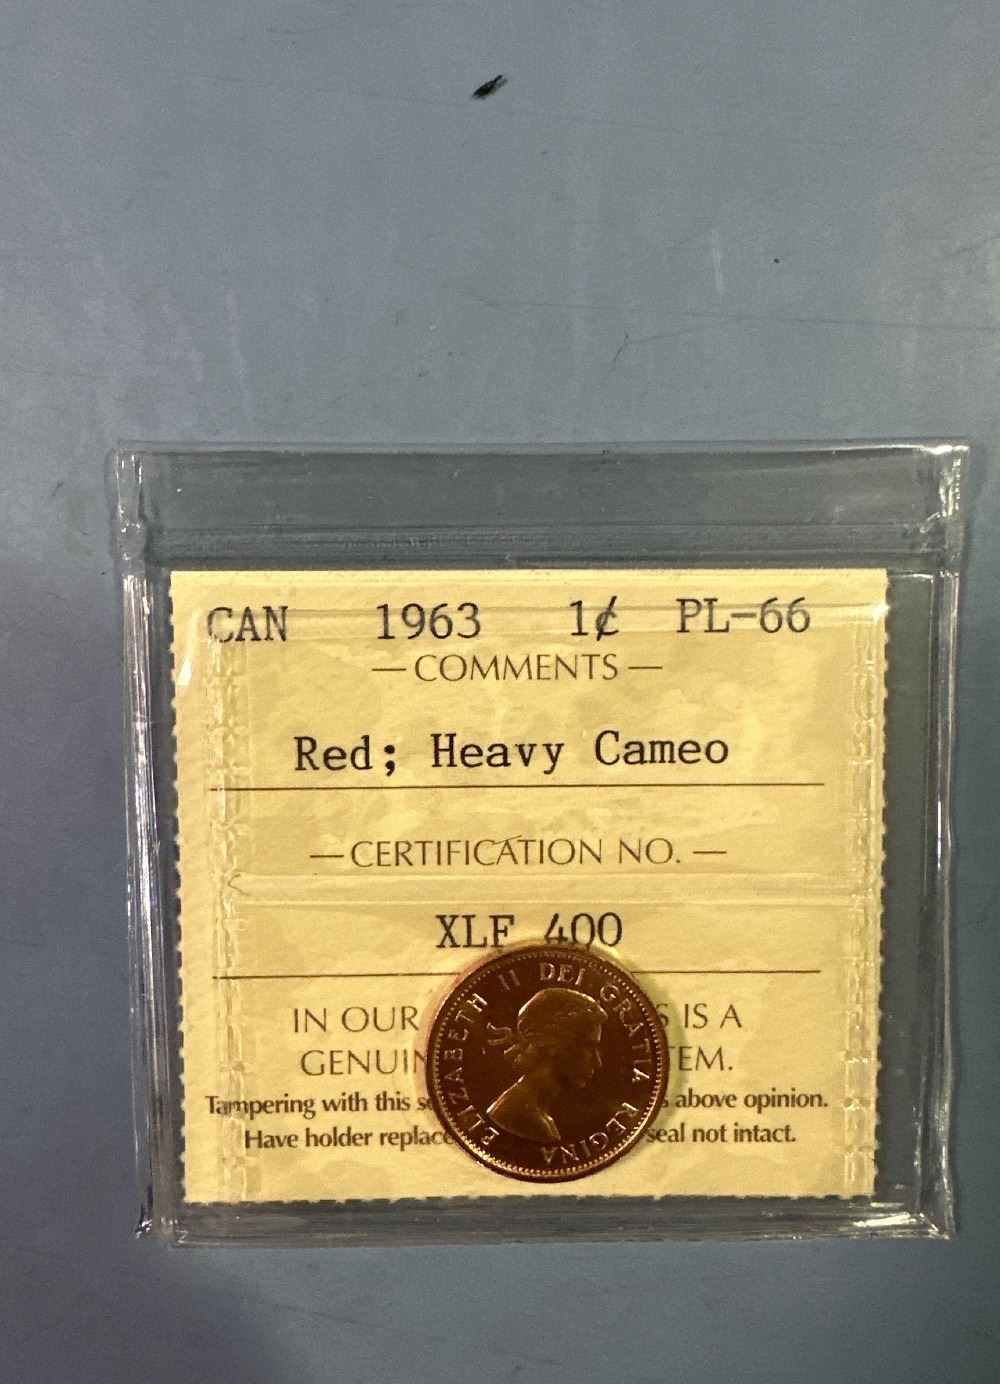 CAN 1963 1¢ PL-66
— COMMENTS —
Red; Heavy Cameo
— CERTIFICATION NO. —
XLF 400
IN OUR S IS A
GENUIN TEM.
Tampering with this s above opinion.
Have holder replace seal not intact.
ELIZABETH II DEI GRATIA REGINA